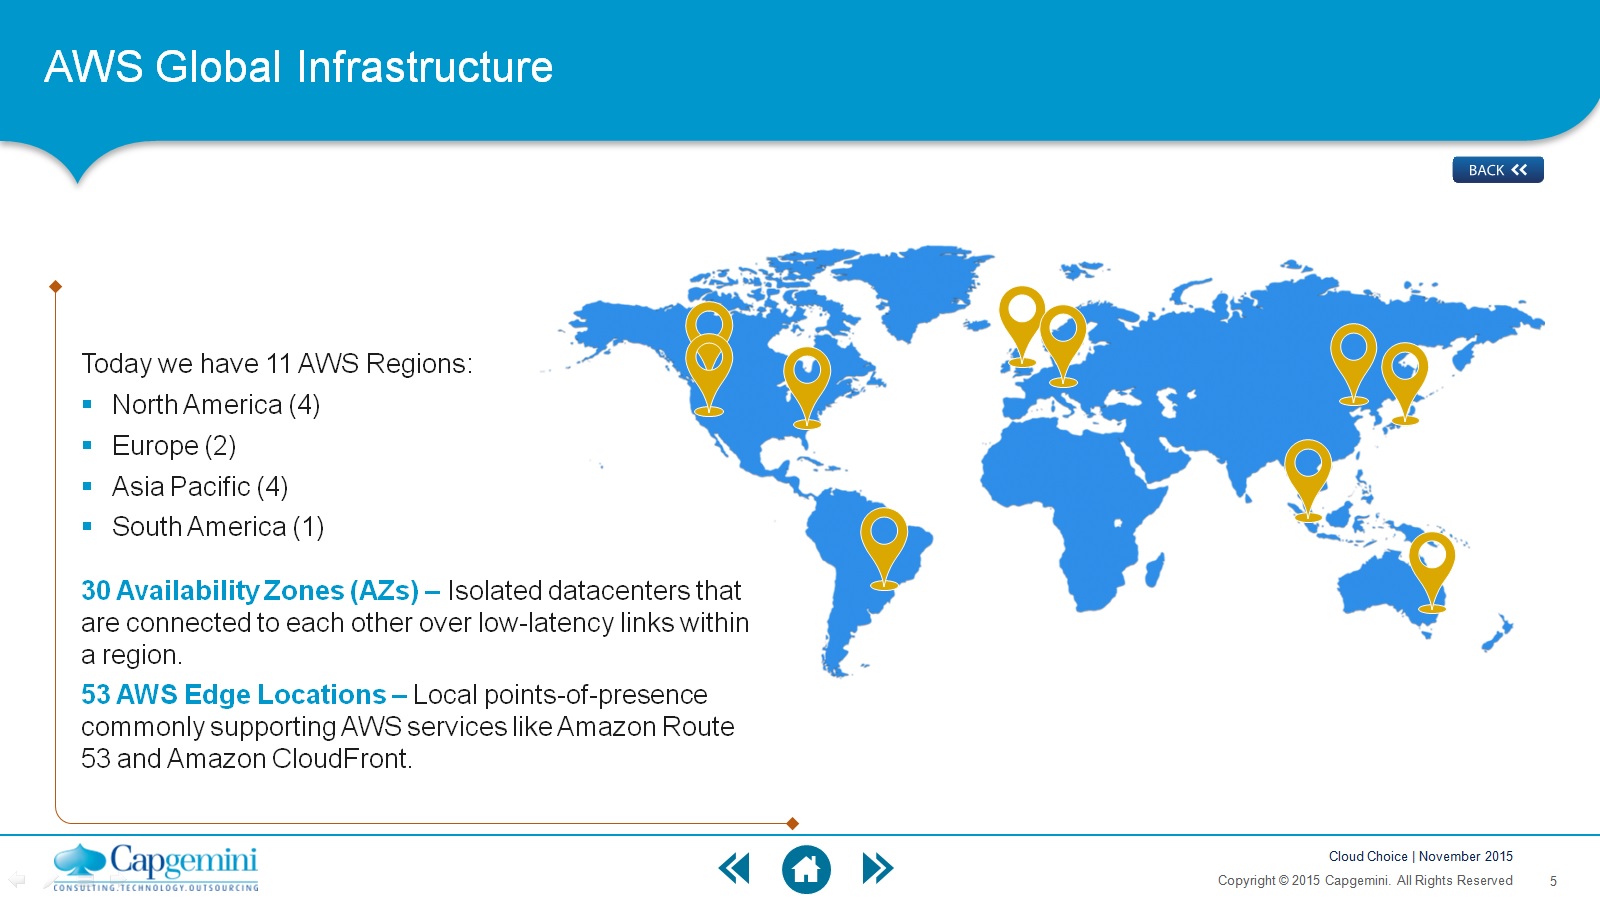 AWS Global Infrastructure
BACK
Today we have 11 AWS Regions:
North America (4)
Europe (2)
Asia Pacific (4)
South America (1)
30 Availability Zones (AZs) – Isolated datacenters that
are connected to each other over low-latency links within
a region.
53 AWS Edge Locations – Local points-of-presence
commonly supporting AWS services like Amazon Route
53 and Amazon CloudFront.
Capgemini
CONSULTING.TECHNOLOGY.OUTSOURCING
Cloud Choice | November 2015
Copyright © 2015 Capgemini. All Rights Reserved
5